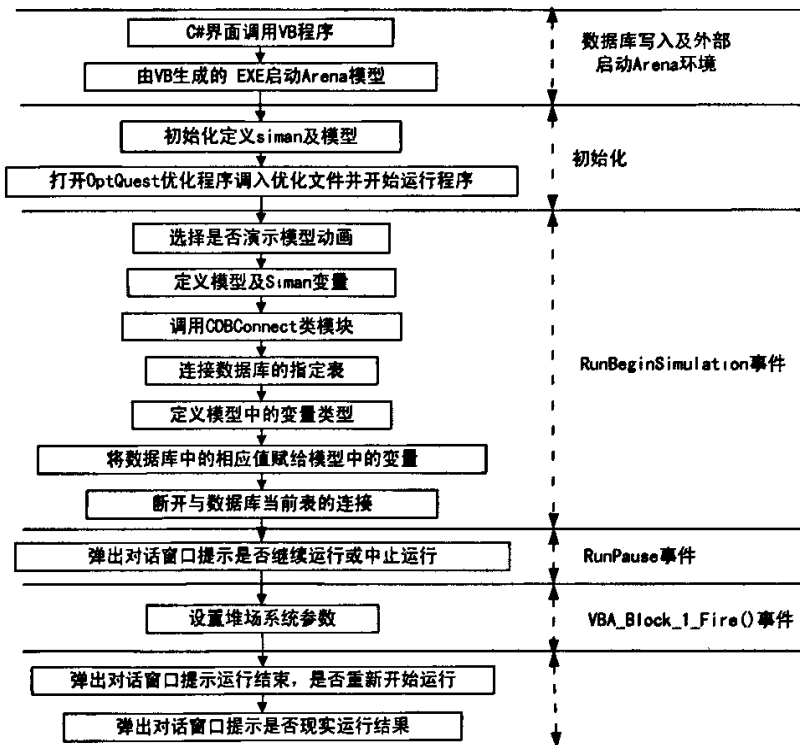 C#界面调用VB程序
由VB生成的 EXE启动Arena模型
数据库写入及外部
启动Arena环境
初始化定义siman及模型
打开OptQuest优化程序调入优化文件并开始运行程序
初始化
选择是否演示模型动画
定义模型及Siman变量
调用CDBConnect类模块
连接数据库的指定表
定义模型中的变量类型
将数据库中的相应值赋给模型中的变量
断开与数据库当前表的连接
RunBeginSimulation事件
弹出对话窗口提示是否继续运行或中止运行
RunPause事件
设置堆场系统参数
VBA_Block_1_Fire()事件
弹出对话窗口提示运行结束，是否重新开始运行
弹出对话窗口提示是否现实运行结果